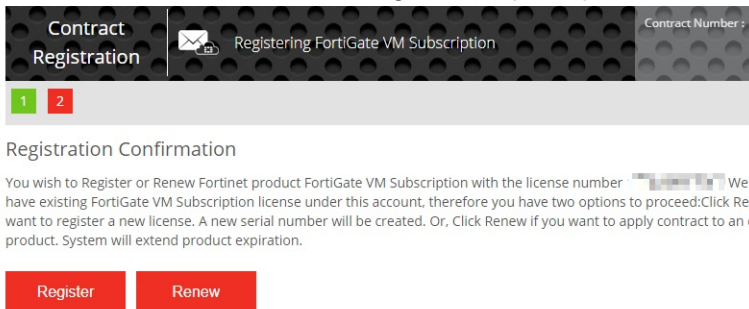 Contract
Registration
Registering FortiGate VM Subscription
Contract Number :
1 2
Registration Confirmation
You wish to Register or Renew Fortinet product FortiGate VM Subscription with the license number We
have existing FortiGate VM Subscription license under this account, therefore you have two options to proceed:Click Re
want to register a new license. A new serial number will be created. Or, Click Renew if you want to apply contract to an
product. System will extend product expiration.
Register Renew